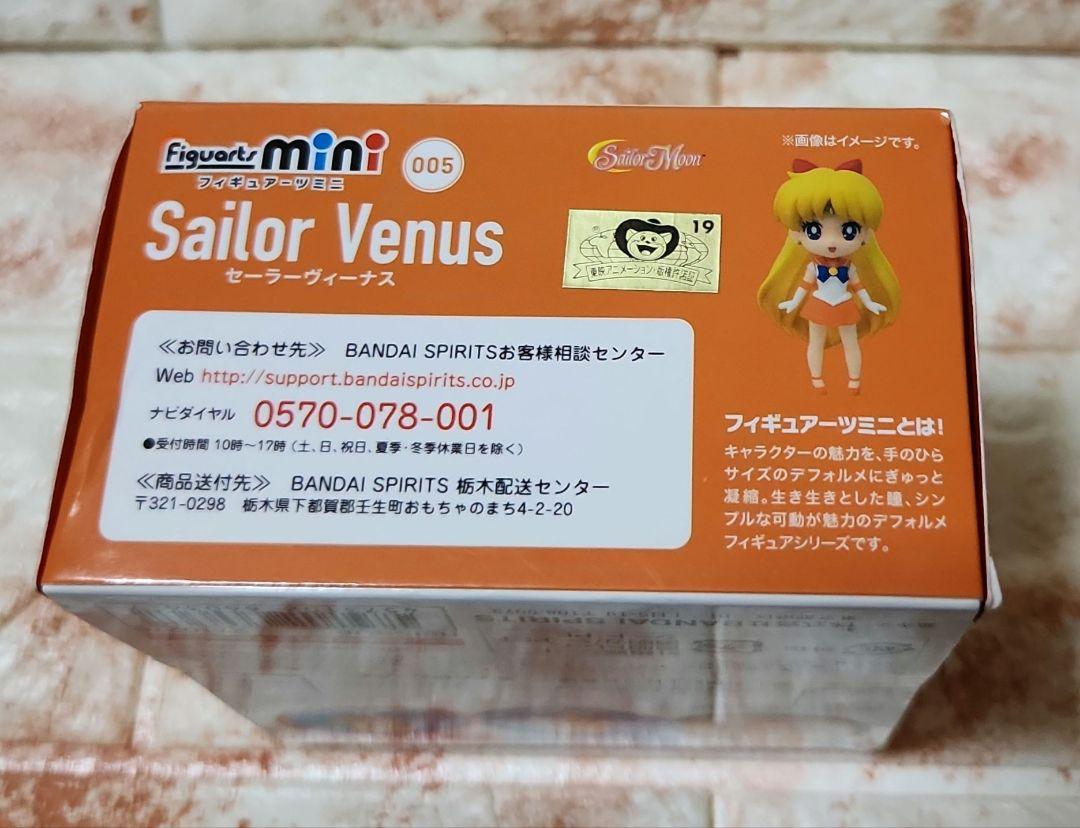 Figuarts mini
フィギュアーツミニ
005
Sailor Venus
セーラーヴィーナス
Sailor Moon
19
東映アニメーション・版権許諾証
※画像はイメージです。
≪お問い合わせ先≫ BANDAI SPIRITSお客様相談センター
Web http://support.bandaispirits.co.jp
ナビダイヤル 0570-078-001
●受付時間 10時～17時(土、日、祝日、夏季・冬季休業日を除く)
≪商品送付先≫ BANDAI SPIRITS 栃木配送センター
〒321-0298 栃木県下都賀郡壬生町おもちゃのまち4-2-20
フィギュアーツミニとは!
キャラクターの魅力を、手のひら
サイズのデフォルメにぎゅっと
凝縮。生き生きとした瞳、シン
プルな可動が魅力のデフォルメ
フィギュアシリーズです。
BANDAI SPIRITS